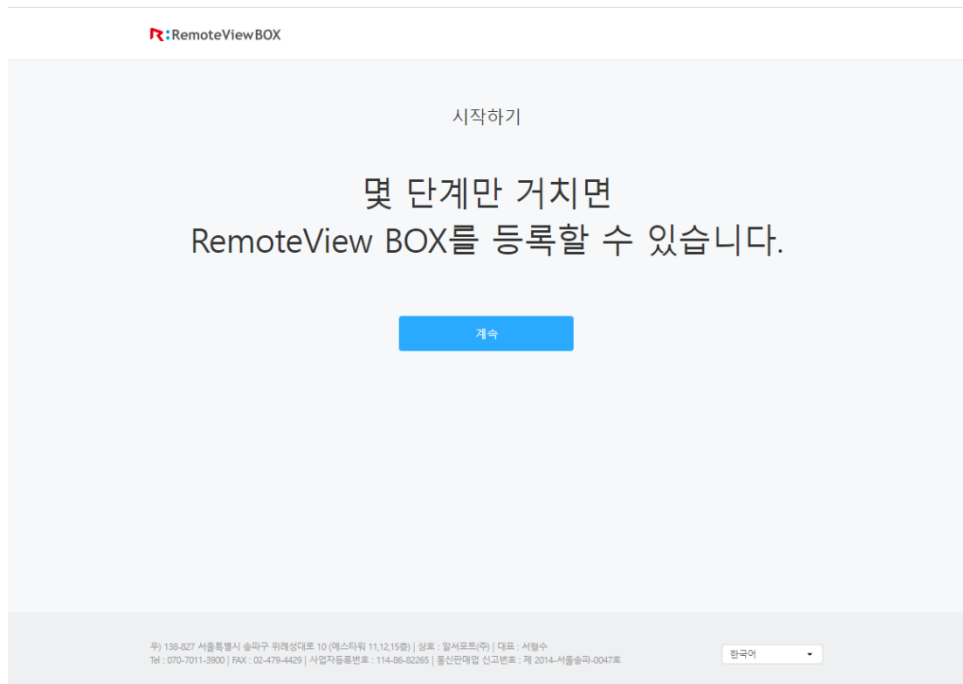 RemoteView BOX
시작하기
몇 단계만 거치면
RemoteView BOX를 등록할 수 있습니다.
계속
우) 138-827 서울특별시 송파구 위례성대로 10 (에스타워 11,12,15층) | 상호 : 알서포트(주) | 대표 : 서형수
Tel : 070-7011-3900 | FAX : 02-479-4429 | 사업자등록번호 : 114-86-82265 | 통신판매업 신고번호 : 제 2014-서울송파-0047호
한국어